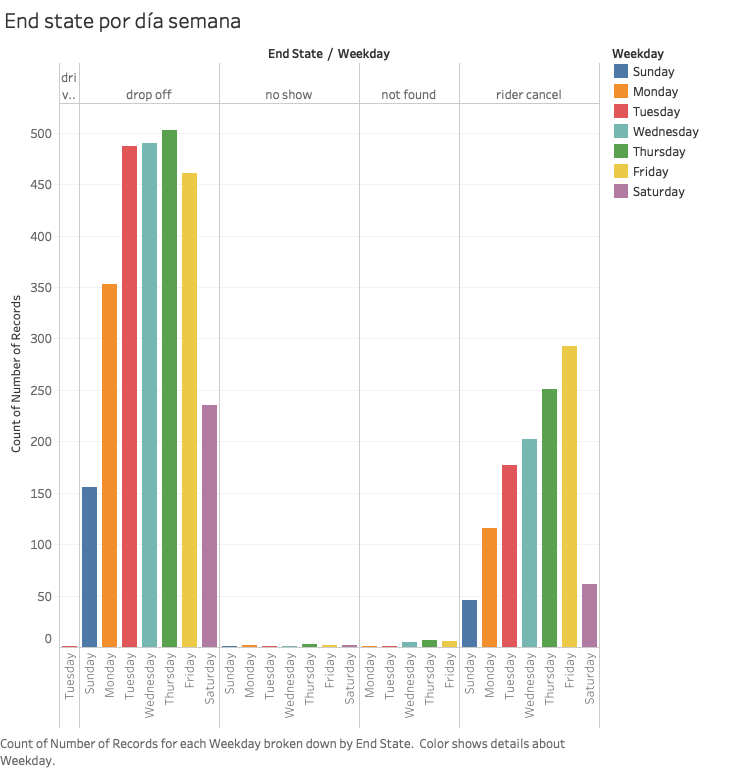 End state por día semana
End State / Weekday
dri
v..
drop off
no show
not found
rider cancel
Weekday
Sunday
Monday
Tuesday
Wednesday
Thursday
Friday
Saturday
Count of Number of Records
500
450
400
350
300
250
200
150
100
50
0
Tuesday
Sunday
Monday
Tuesday
Wednesday
Thursday
Friday
Saturday
Sunday
Monday
Tuesday
Wednesday
Thursday
Friday
Saturday
Monday
Tuesday
Wednesday
Thursday
Friday
Sunday
Monday
Tuesday
Wednesday
Thursday
Friday
Saturday
Count of Number of Records for each Weekday broken down by End State.  Color shows details about
Weekday.